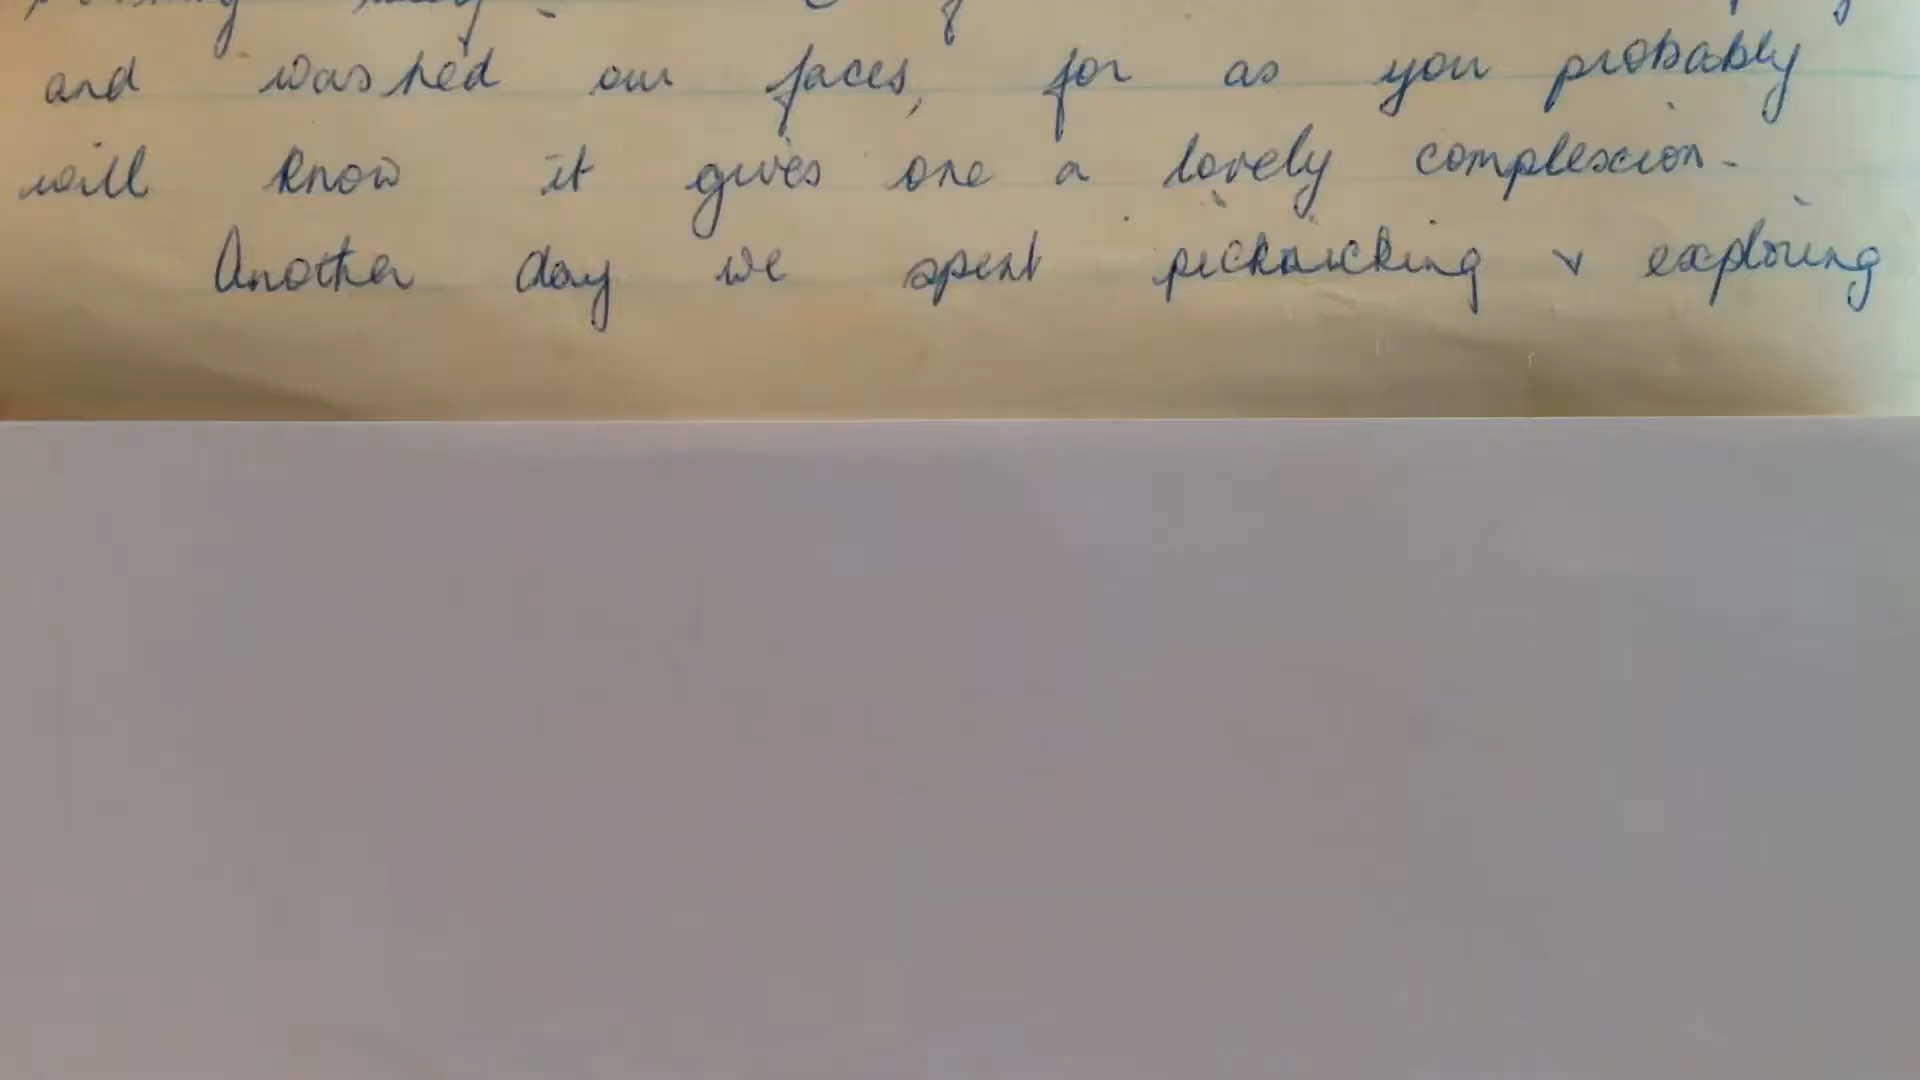 and washed our faces, for as you probably
will know it gives one a lovely complexion.
Another day we spent picknicking & exploring